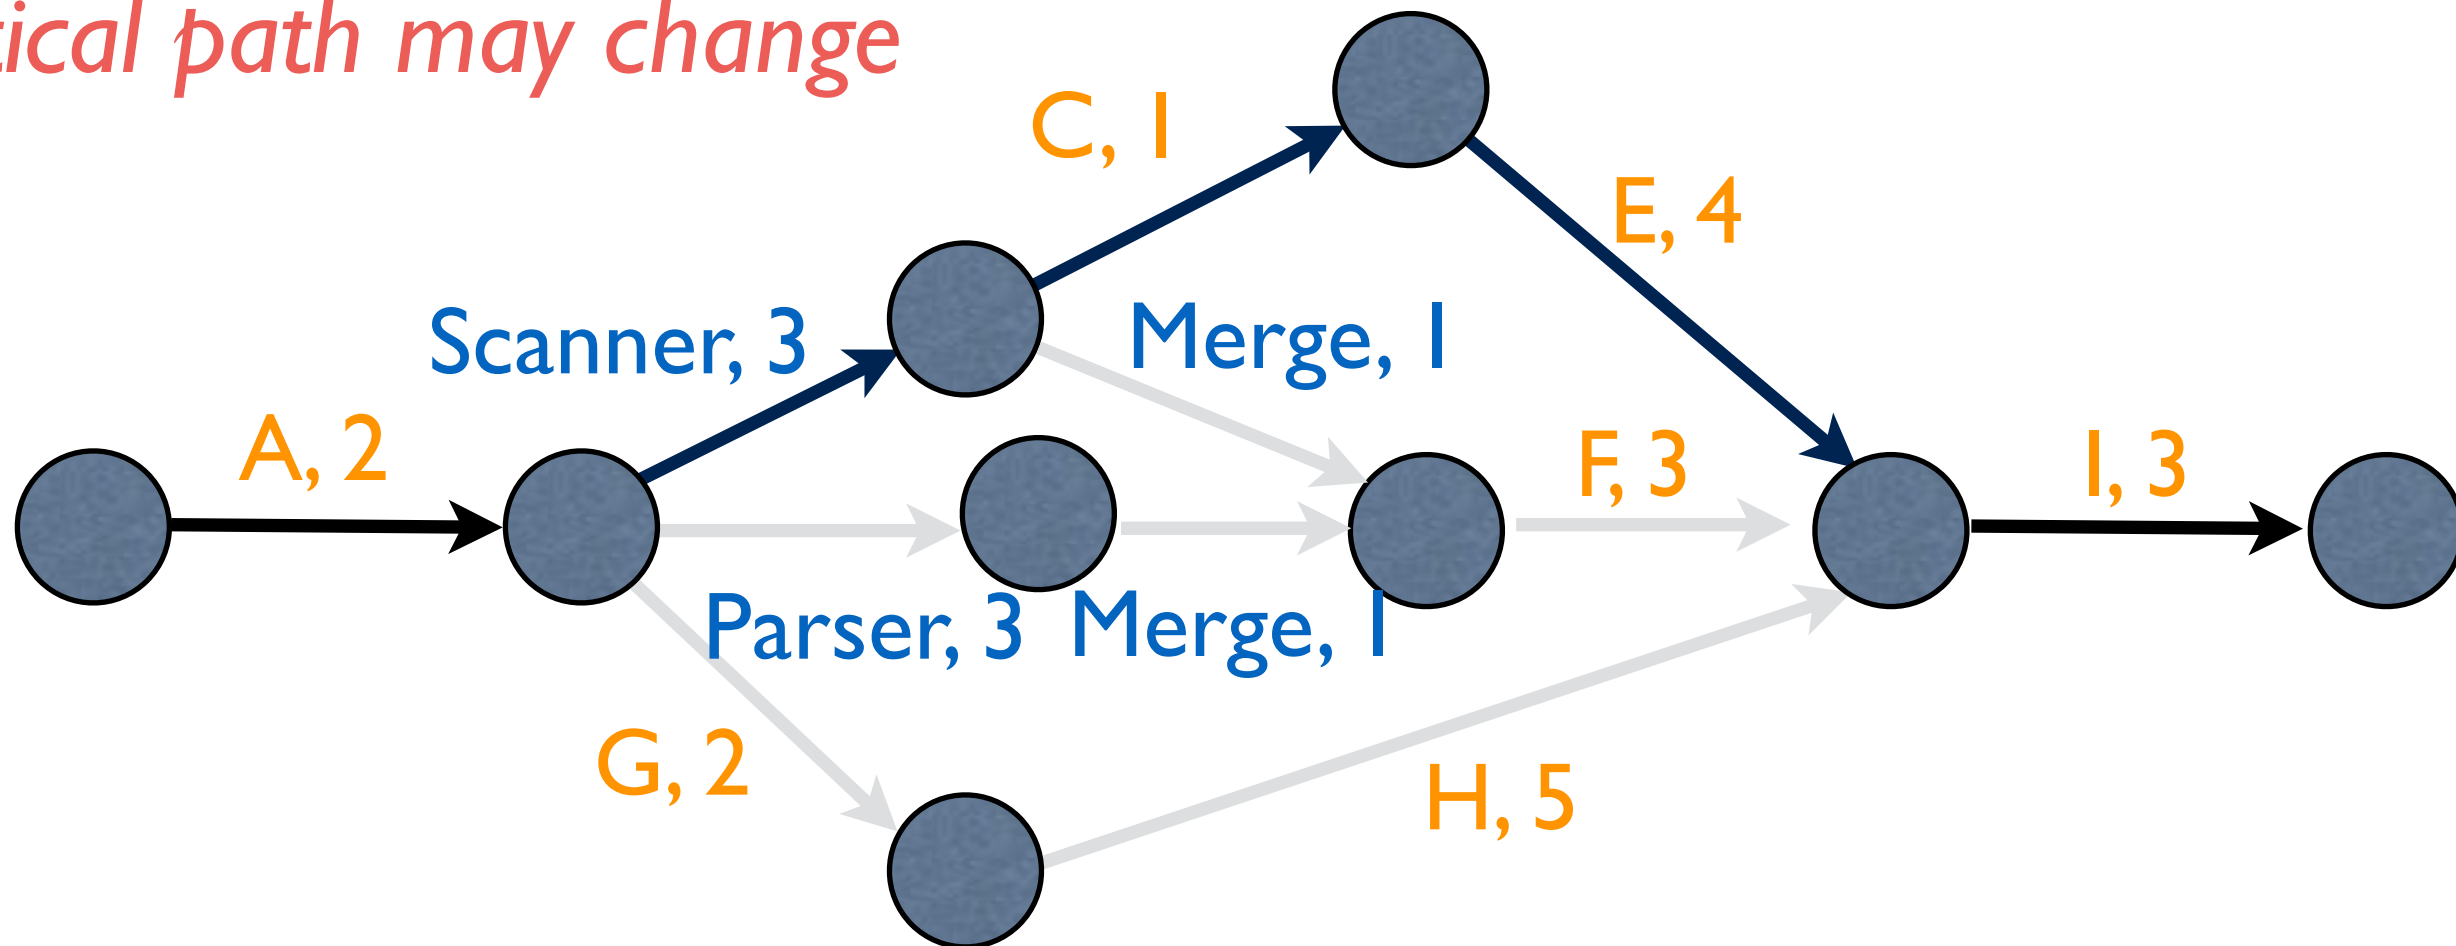 tical path may change
C, 1
E, 4
Scanner, 3
Merge, 1
A, 2
F, 3
I, 3
Parser, 3
Merge, 1
G, 2
H, 5